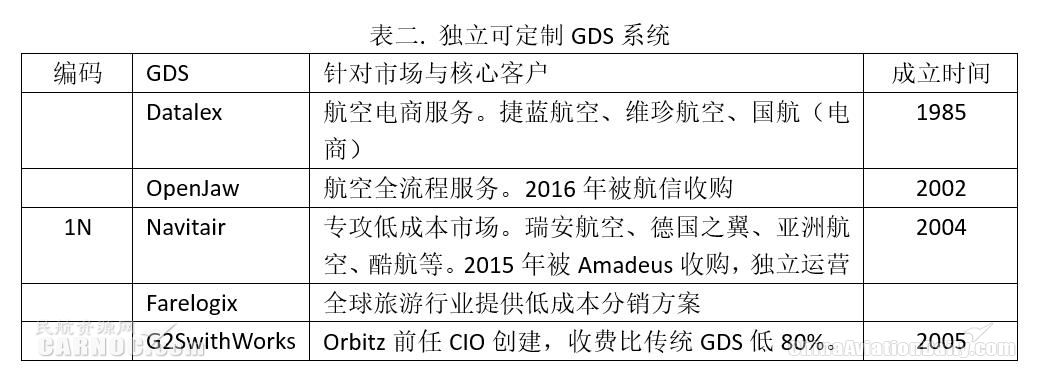 表二. 独立可定制 GDS 系统
编码 GDS 针对市场与核心客户 成立时间
Datalex 航空电商服务。捷蓝航空、维珍航空、国航（电 1985
商）
OpenJaw 航空全流程服务。2016 年被航信收购 2002
1N Navitair 专攻低成本市场。瑞安航空、德国之翼、亚洲航 2004
空、酷航等。2015 年被 Amadeus 收购，独立运营
Farelogix 全球旅游行业提供低成本分销方案
民航资源网
G2SwithWorks Orbitz 前任 CIO 创建，收费比传统 GDS 低 80%。 2005
CARNOC.com ChinaAviationDaily.com